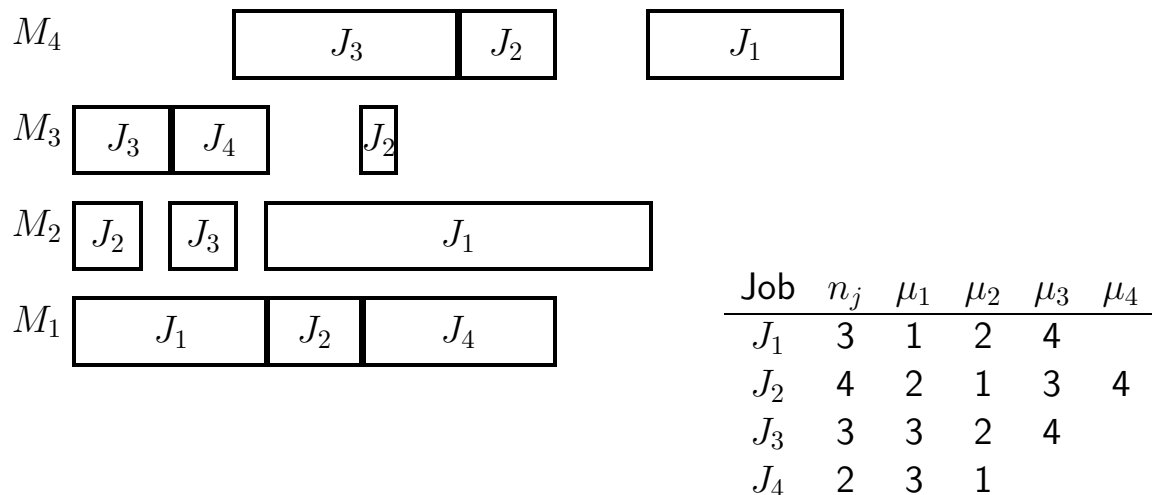 M₄ J₃ J₂ J₁
M₃ J₃ J₄ J₂
M₂ J₂ J₃ J₁
M₁ J₁ J₂ J₄
Job n_j μ₁ μ₂ μ₃ μ₄
J₁ 3 1 2 4
J₂ 4 2 1 3 4
J₃ 3 3 2 4
J₄ 2 3 1